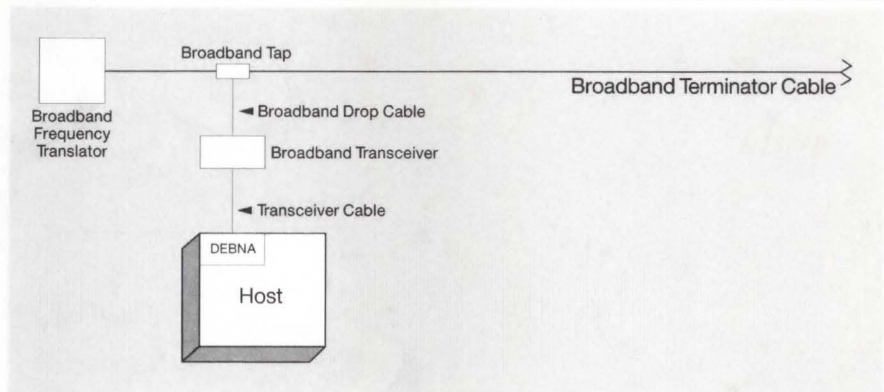 Broadband Tap
Broadband Terminator Cable
Broadband
Frequency
Translator
Broadband Drop Cable
Broadband Transceiver
Transceiver Cable
DEBNA
Host